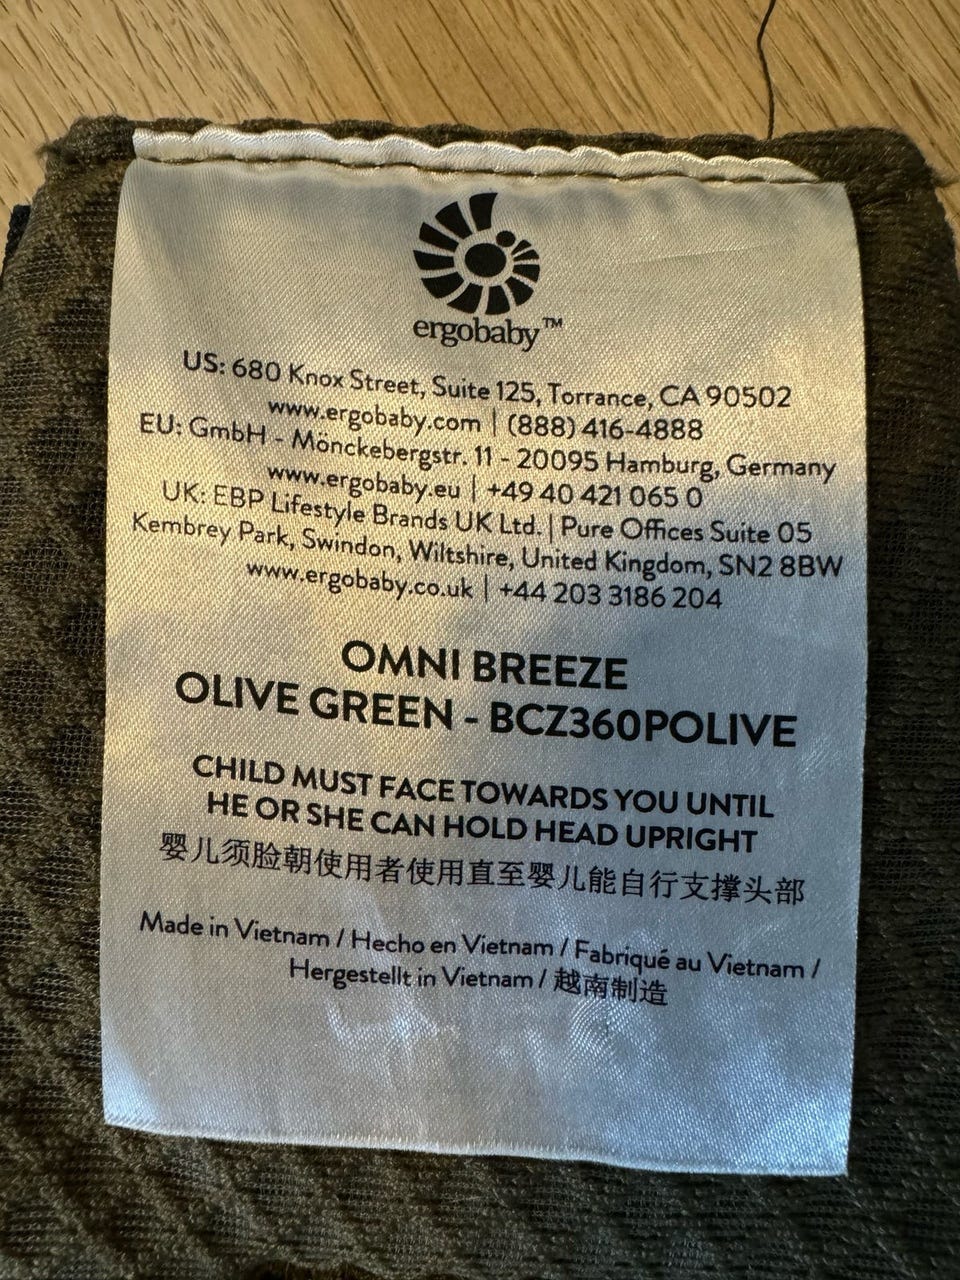 ergobaby™
US: 680 Knox Street, Suite 125, Torrance, CA 90502
www.ergobaby.com | (888) 416-4888
EU: GmbH - Mönckebergstr. 11 - 20095 Hamburg, Germany
www.ergobaby.eu | +49 40 421 065 0
UK: EBP Lifestyle Brands UK Ltd. | Pure Offices Suite 05
Kembrey Park, Swindon, Wiltshire, United Kingdom, SN2 8BW
www.ergobaby.co.uk | +44 203 3186 204
OMNI BREEZE
OLIVE GREEN - BCZ360POLIVE
CHILD MUST FACE TOWARDS YOU UNTIL
HE OR SHE CAN HOLD HEAD UPRIGHT
婴儿须脸朝使用者使用直至婴儿能自行支撑头部
Made in Vietnam / Hecho en Vietnam / Fabriqué au Vietnam /
Hergestellt in Vietnam / 越南制造